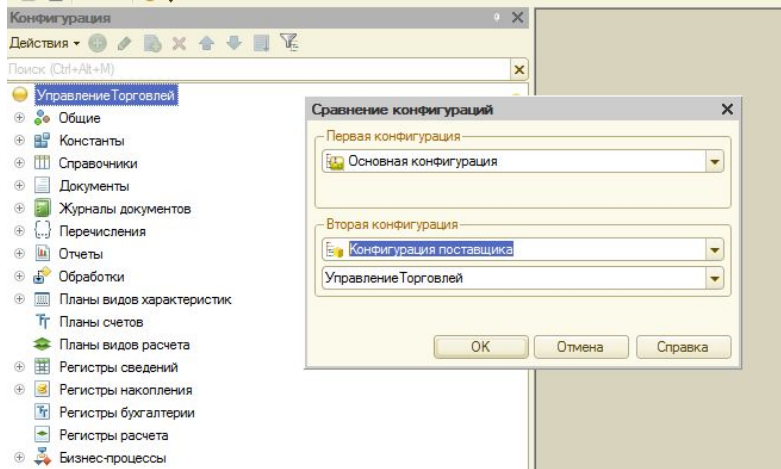 Конфигурация
Действия
Поиск (Ctrl+Alt+M)
УправлениеТорговлей
Общие
Константы
Справочники
Документы
Журналы документов
Перечисления
Отчеты
Обработки
Планы видов характеристик
Планы счетов
Планы видов расчета
Регистры сведений
Регистры накопления
Регистры бухгалтерии
Регистры расчета
Бизнес-процессы
Сравнение конфигураций
Первая конфигурация
Основная конфигурация
Вторая конфигурация
Конфигурация поставщика
УправлениеТорговлей
OK
Отмена
Справка